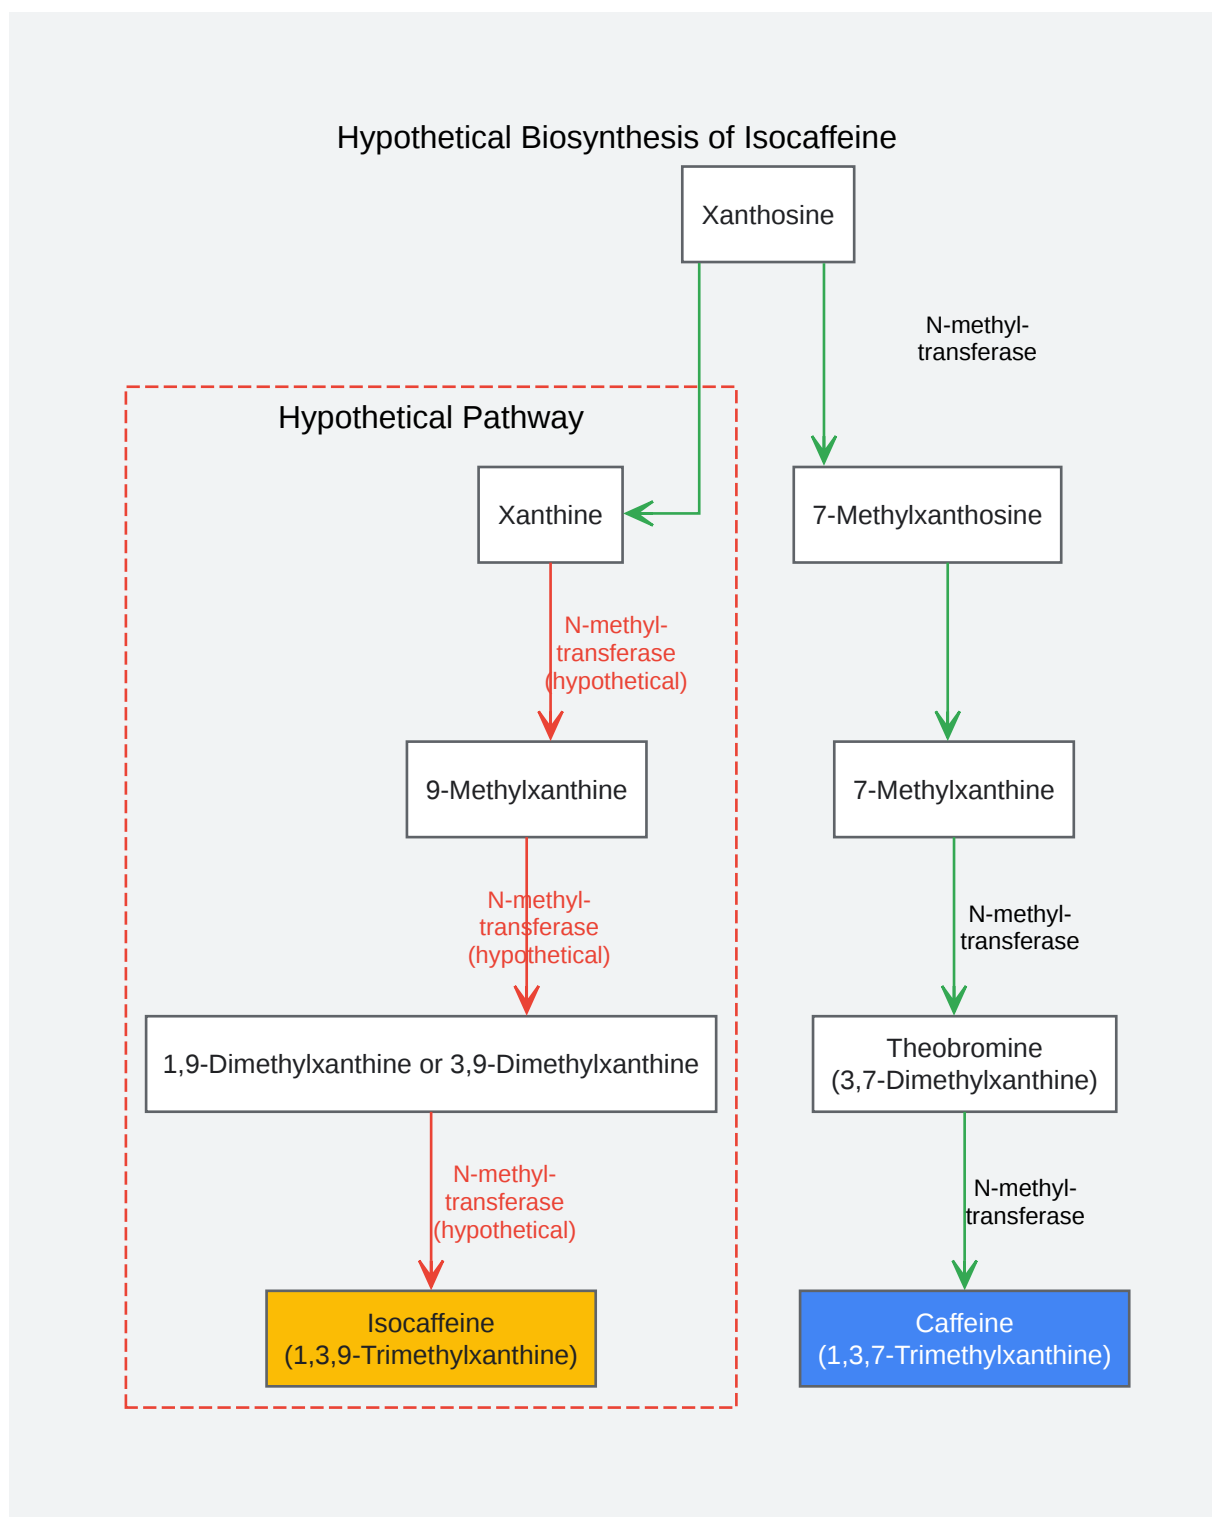 Hypothetical Biosynthesis of Isocaffeine
Xanthosine
N-methyl-
transferase
Hypothetical Pathway
Xanthine
7-Methylxanthosine
N-methyl-
transferase
(hypothetical)
9-Methylxanthine
7-Methylxanthine
N-methyl-
transferase
(hypothetical)
N-methyl-
transferase
1,9-Dimethylxanthine or 3,9-Dimethylxanthine
Theobromine
(3,7-Dimethylxanthine)
N-methyl-
transferase
(hypothetical)
N-methyl-
transferase
Isocaffeine
(1,3,9-Trimethylxanthine)
Caffeine
(1,3,7-Trimethylxanthine)